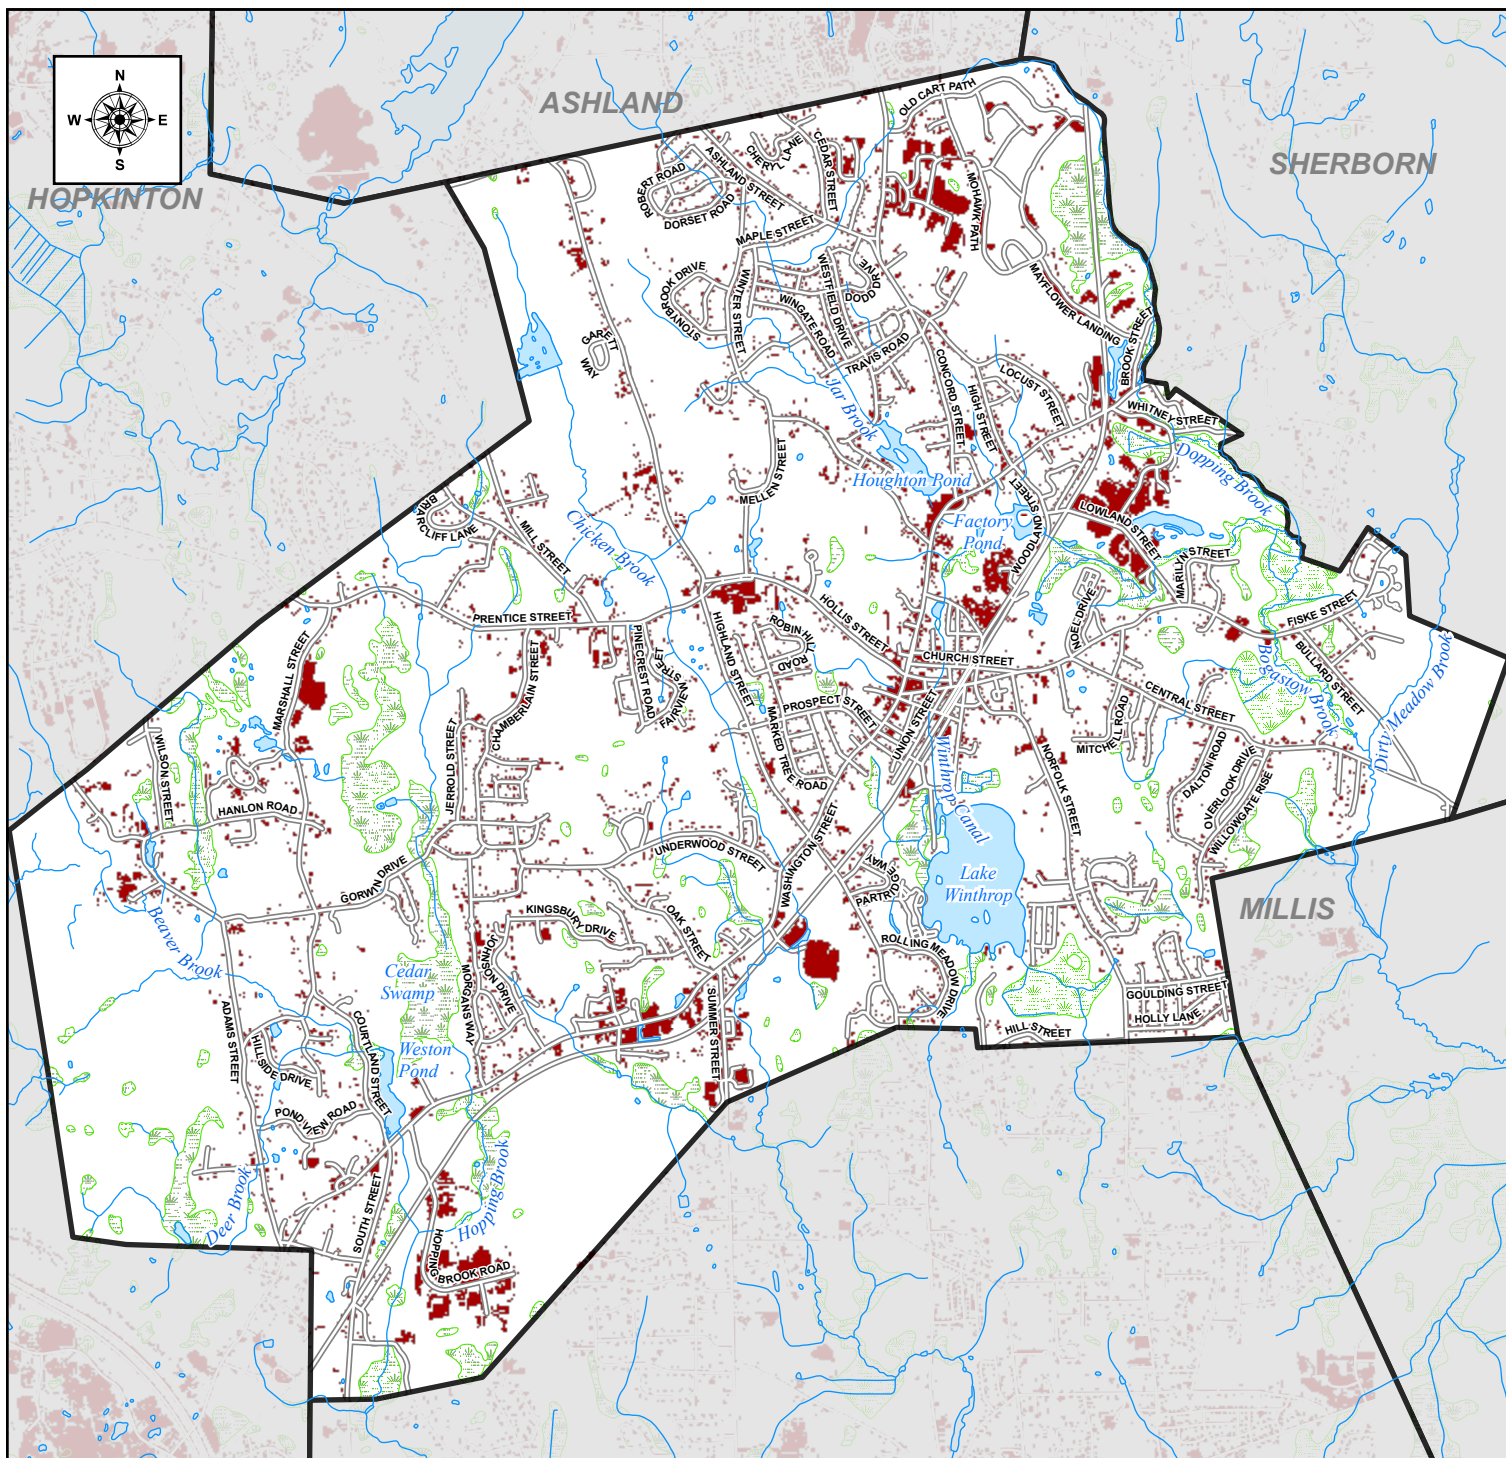 N
W E
S
ASHLAND
SHERBORN
HOPKINTON
MILLIS
OLD CART PATH
CHERYL LANE
CEDAR STREET
ASHLAND STREET
ROBERT ROAD
DORSET ROAD
MAPLE STREET
MOHAWK PATH
MAYFLOWER LANDING
BROOK STREET
STONYBROOK DRIVE
WINTER STREET
WESTFIELD DRIVE
DODD DRIVE
WINGATE ROAD
TRAVIS ROAD
GARETT
WAY
CONCORD STREET
HIGH STREET
LOCUST STREET
WHITNEY STREET
Jar Brook
Dopping Brook
Houghton Pond
Factory
Pond
MELLEN STREET
WOODLAND STREET
LOWLAND STREET
MARILYN STREET
BRIARCLIFF LANE
MILL STREET
Chicken Brook
PRENTICE STREET
HOLLIS STREET
ROBIN HILL
ROAD
HIGHLAND STREET
CHURCH STREET
NOEL DRIVE
FISKE STREET
BULLARD STREET
Bogastow Brook
Dirty Meadow Brook
MARSHALL STREET
CHAMBERLAIN STREET
PINECREST ROAD
FAIRVIEW STREET
PROSPECT STREET
MARKED TREE ROAD
UNION STREET
CENTRAL STREET
MITCHELL ROAD
NORFOLK STREET
DALTON ROAD
OVERLOOK DRIVE
WILLOWGATE RISE
WILSON STREET
HANLON ROAD
JERROLD STREET
Winthrop Canal
WASHINGTON STREET
UNDERWOOD STREET
GORWIN DRIVE
PARTRIDGE WAY
Lake
Winthrop
KINGSBURY DRIVE
OAK STREET
JOHNSON DRIVE
ROLLING MEADOW DRIVE
Beaver Brook
Cedar
Swamp
MORGANS WAY
SUMMER STREET
GOULDING STREET
HOLLY LANE
HILL STREET
ADAMS STREET
HILLSIDE DRIVE
COURTLAND STREET
Weston
Pond
POND VIEW ROAD
Deer Brook
SOUTH STREET
Hopping Brook
HOPPING
BROOK ROAD